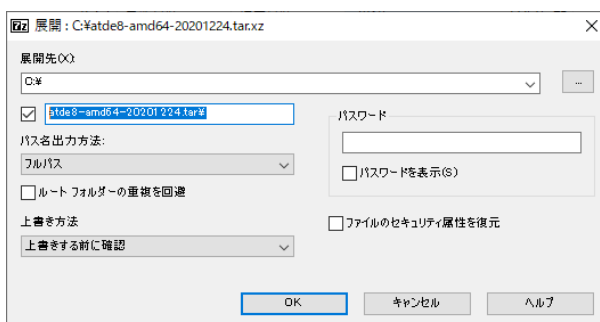 7z 展開 : C:¥atde8-amd64-20201224.tar.xz
展開先(X):
C:¥
...
atde8-amd64-20201224.tar¥
パスワード
パス名出力方法:
フルパス
パスワードを表示(S)
ルート フォルダーの重複を回避
上書き方法
ファイルのセキュリティ属性を復元
上書きする前に確認
OK
キャンセル
ヘルプ